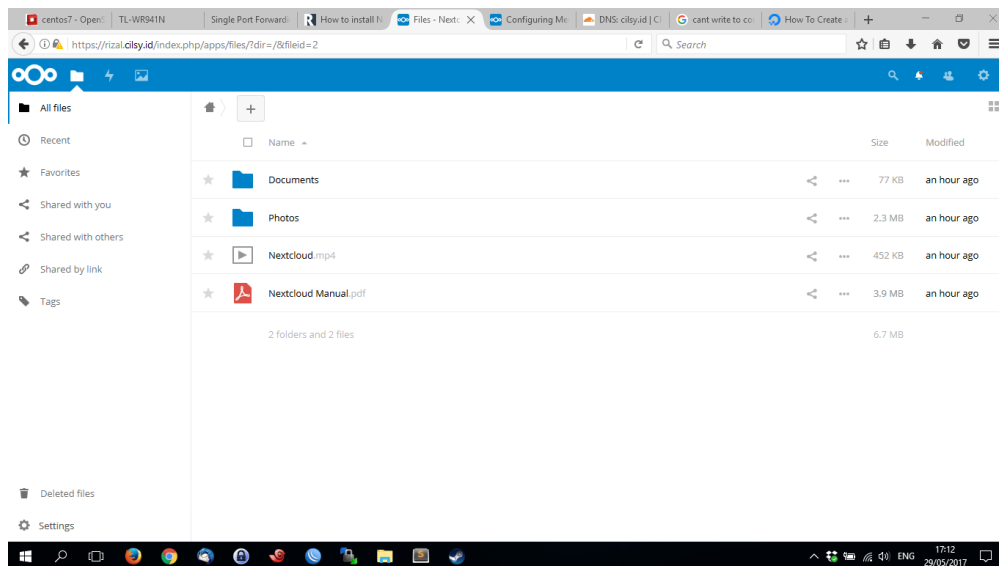 centos7 - OpenS
TL-WR941N
Single Port Forwardi
How to install N
Files - Nextc
Configuring Me
DNS: cilsy.id | Cl
cant write to co
How To Create a
https://rizal.cilsy.id/index.php/apps/files/?dir=/&fileid=2
Search
All files
Recent
Favorites
Shared with you
Shared with others
Shared by link
Tags
Deleted files
Settings
Name
Size
Modified
Documents
77 KB
an hour ago
Photos
2.3 MB
an hour ago
Nextcloud.mp4
452 KB
an hour ago
Nextcloud Manual.pdf
3.9 MB
an hour ago
2 folders and 2 files
6.7 MB
ENG
17:12
29/05/2017